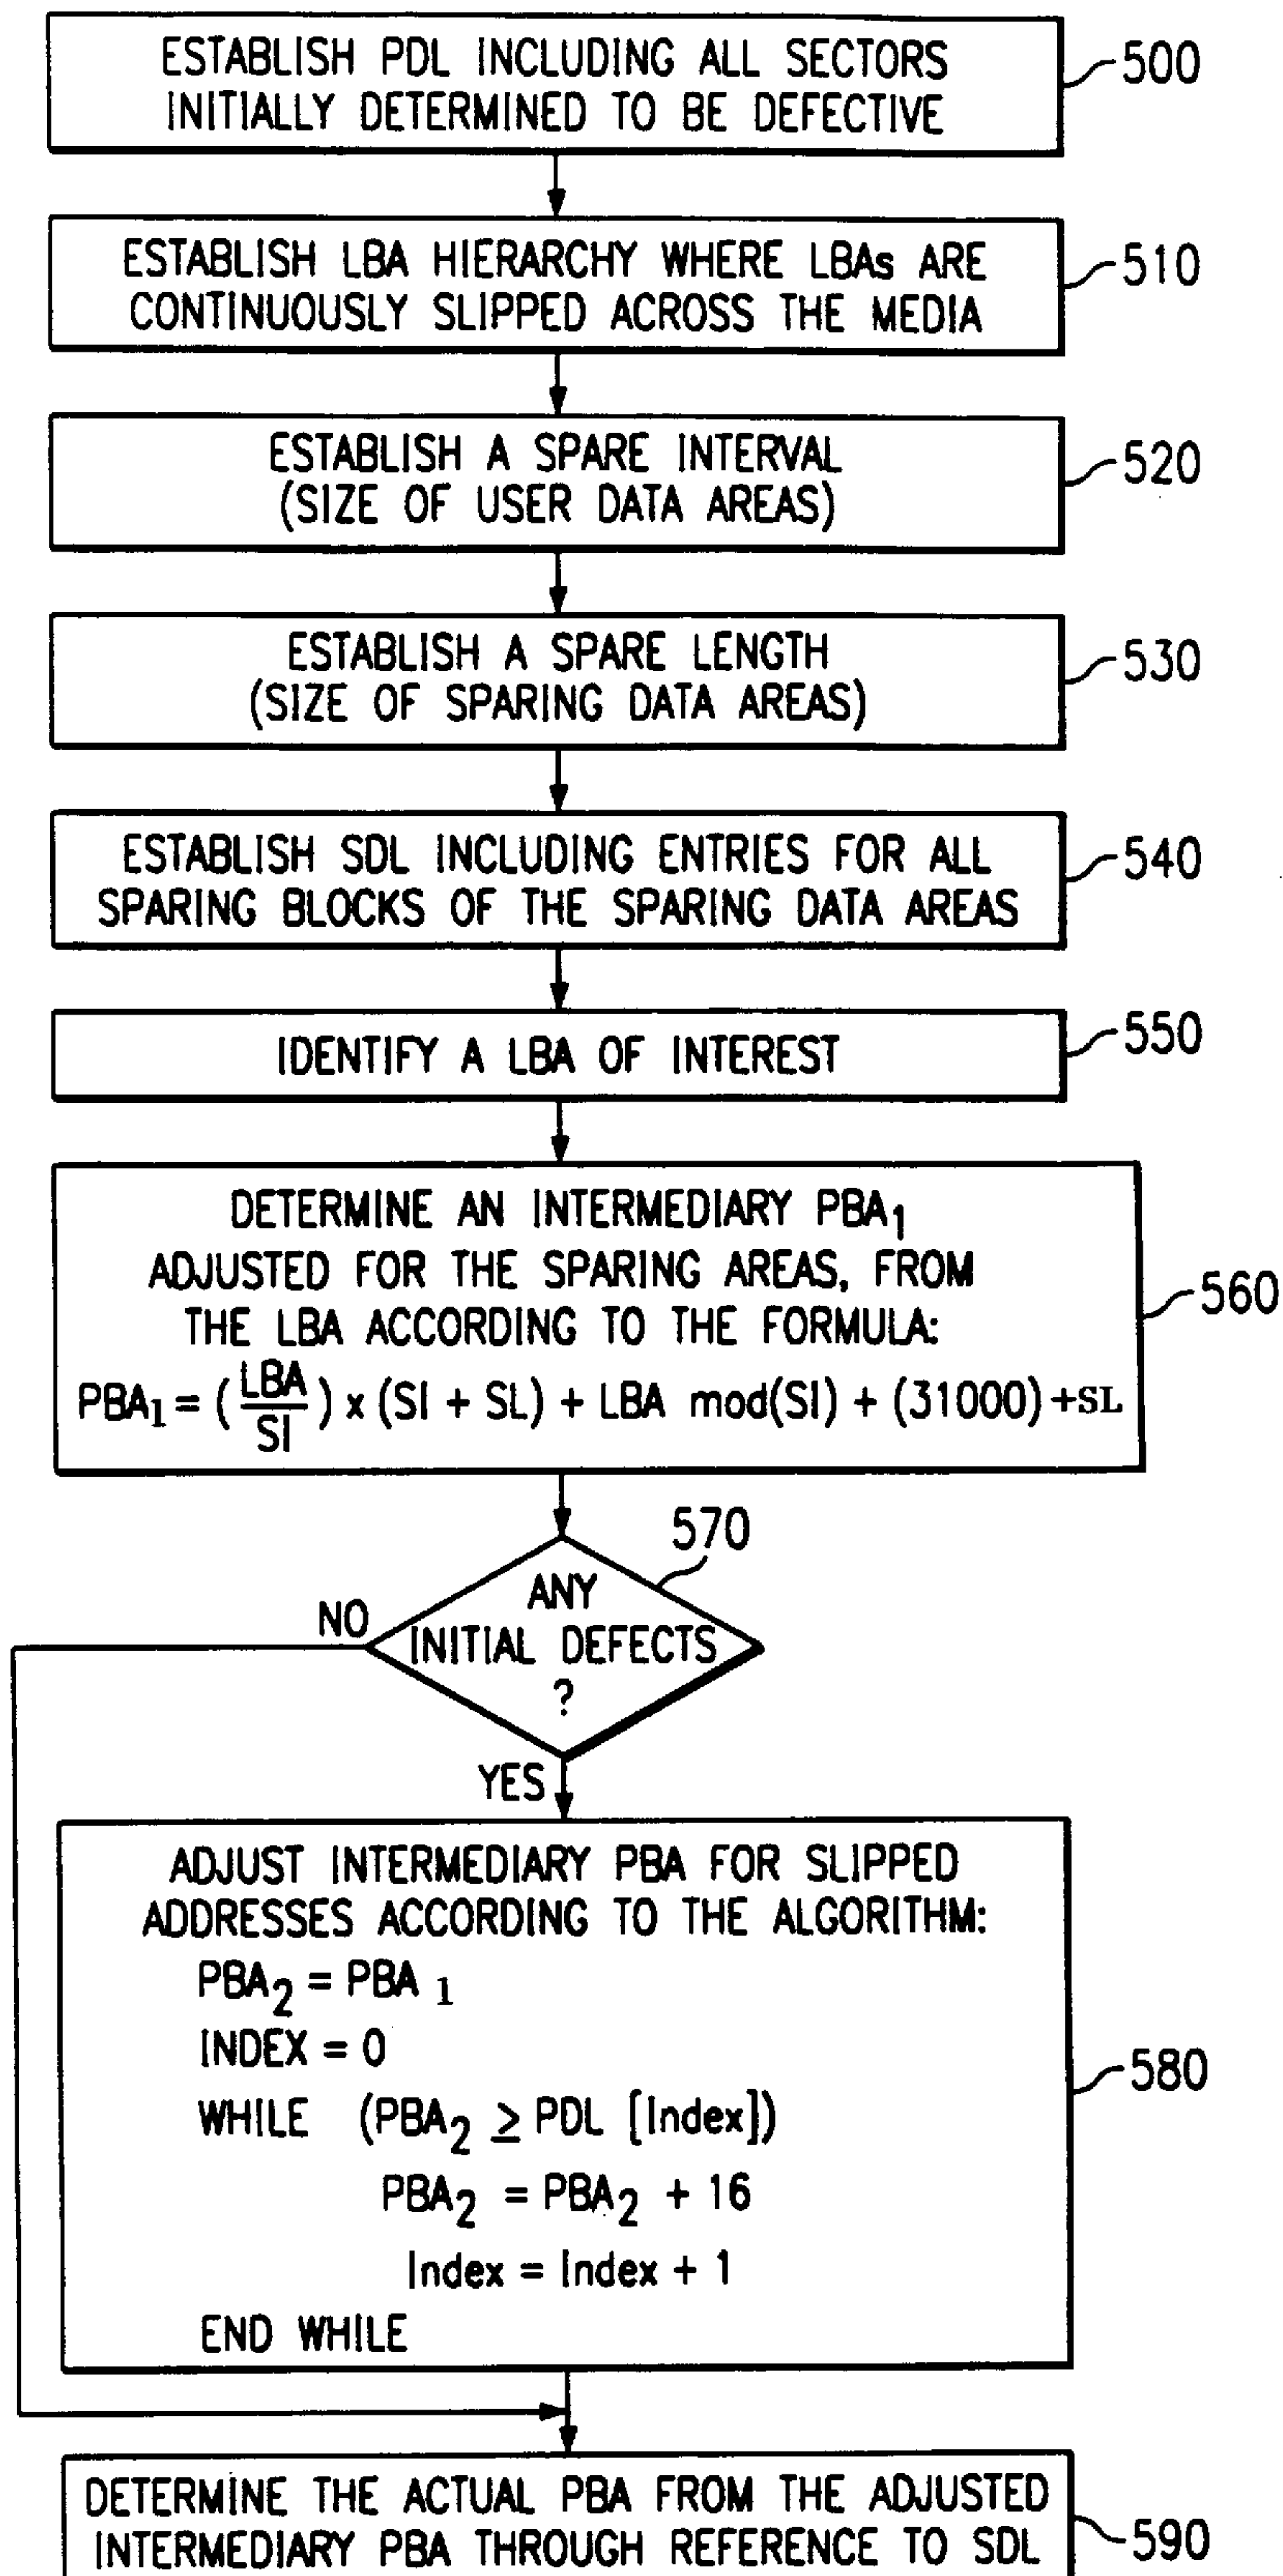 ESTABLISH PDL INCLUDING ALL SECTORS
INITIALLY DETERMINED TO BE DEFECTIVE
500
ESTABLISH LBA HIERARCHY WHERE LBAs ARE
CONTINUOUSLY SLIPPED ACROSS THE MEDIA
510
ESTABLISH A SPARE INTERVAL
(SIZE OF USER DATA AREAS)
520
ESTABLISH A SPARE LENGTH
(SIZE OF SPARING DATA AREAS)
530
ESTABLISH SDL INCLUDING ENTRIES FOR ALL
SPARING BLOCKS OF THE SPARING DATA AREAS
540
IDENTIFY A LBA OF INTEREST
550
DETERMINE AN INTERMEDIARY PBA₁
ADJUSTED FOR THE SPARING AREAS, FROM
THE LBA ACCORDING TO THE FORMULA:
PBA₁ = (LBA/SI) x (SI + SL) + LBA mod(SI) + (31000) +SL
560
ANY
INITIAL DEFECTS
?
570
NO
YES
ADJUST INTERMEDIARY PBA FOR SLIPPED
ADDRESSES ACCORDING TO THE ALGORITHM:
PBA₂ = PBA ₁
INDEX = 0
WHILE (PBA₂ ≥ PDL [Index])
PBA₂ = PBA₂ + 16
Index = Index + 1
END WHILE
580
DETERMINE THE ACTUAL PBA FROM THE ADJUSTED
INTERMEDIARY PBA THROUGH REFERENCE TO SDL
590